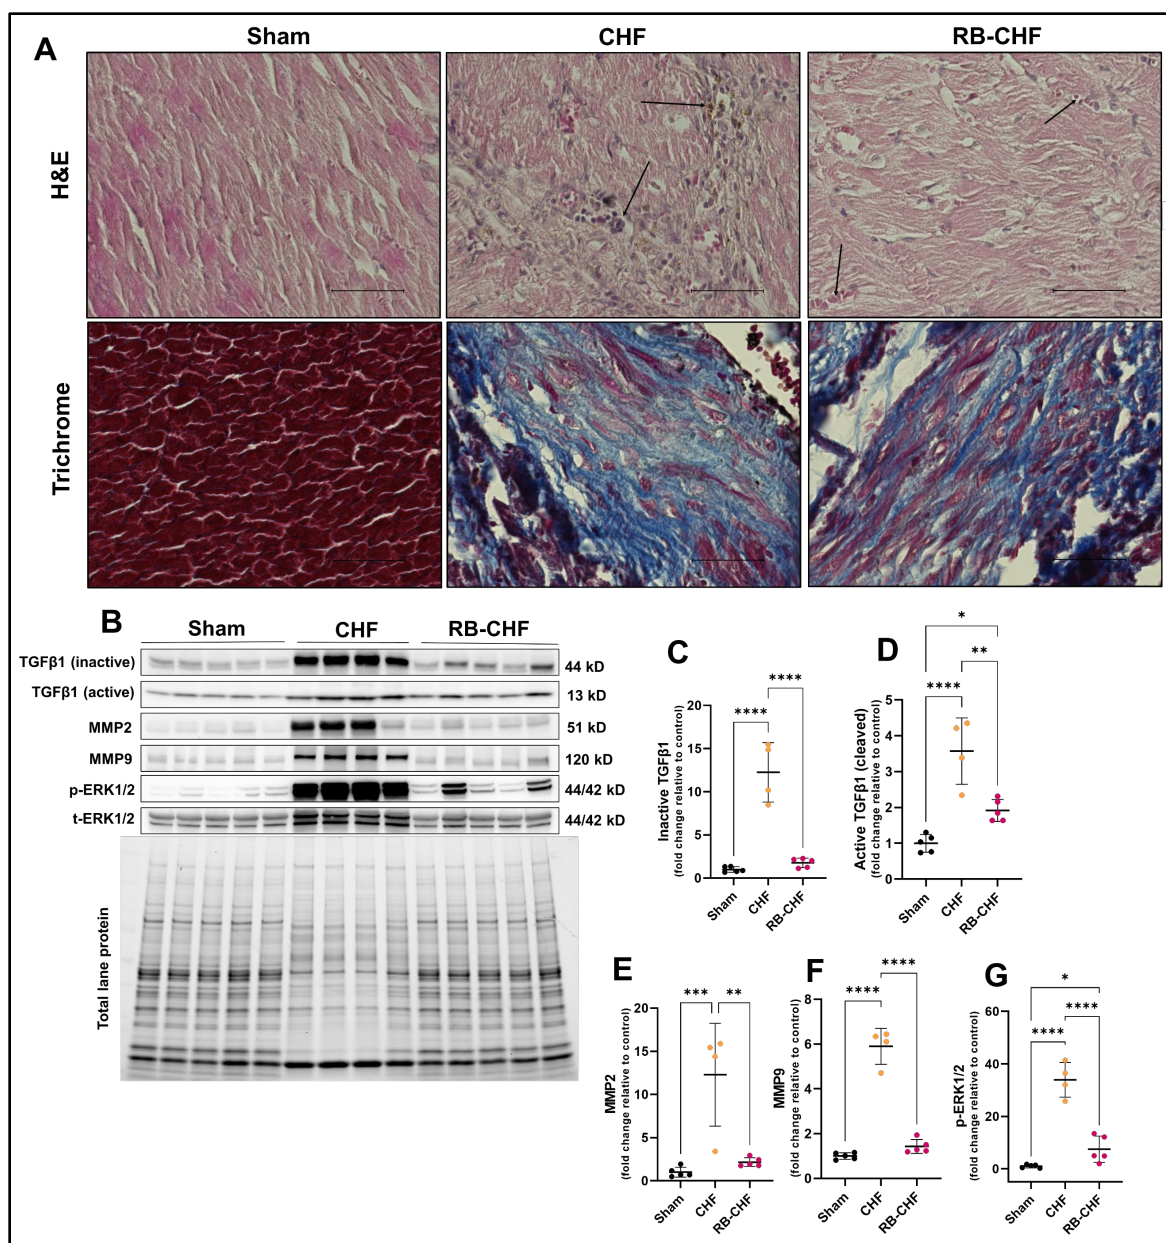 A
Sham
CHF
RB-CHF
H&E
Trichrome
B
Sham
CHF
RB-CHF
TGFβ1 (inactive)
44 kD
TGFβ1 (active)
13 kD
MMP2
51 kD
MMP9
120 kD
p-ERK1/2
44/42 kD
t-ERK1/2
44/42 kD
Total lane protein
C
Inactive TGFβ1
(fold change relative to control)
20
15
10
5
0
****
****
Sham
CHF
RB-CHF
D
Active TGFβ1 (cleaved)
(fold change relative to control)
5
4
3
2
1
0
*
**
****
Sham
CHF
RB-CHF
E
MMP2
(fold change relative to control)
20
15
10
5
0
***
**
Sham
CHF
RB-CHF
F
MMP9
(fold change relative to control)
8
6
4
2
0
****
****
Sham
CHF
RB-CHF
G
p-ERK1/2
(fold change relative to control)
60
40
20
0
*
****
****
Sham
CHF
RB-CHF